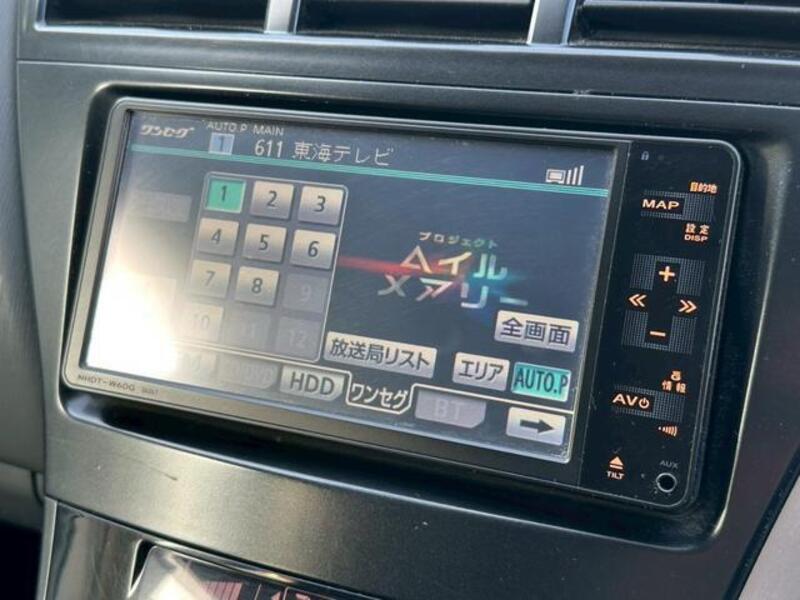 ワンセグ AUTO.P MAIN
1 611 東海テレビ
1 2 3
4 5 6
7 8 9
10
プロジェクト
ヘイル
メアリー
全画面
放送局リスト エリア AUTO.P
HDD ワンセグ BT
NHDT-W60G
目的地
MAP
設定
DISP
+
−
情報
AV
TILT
AUX